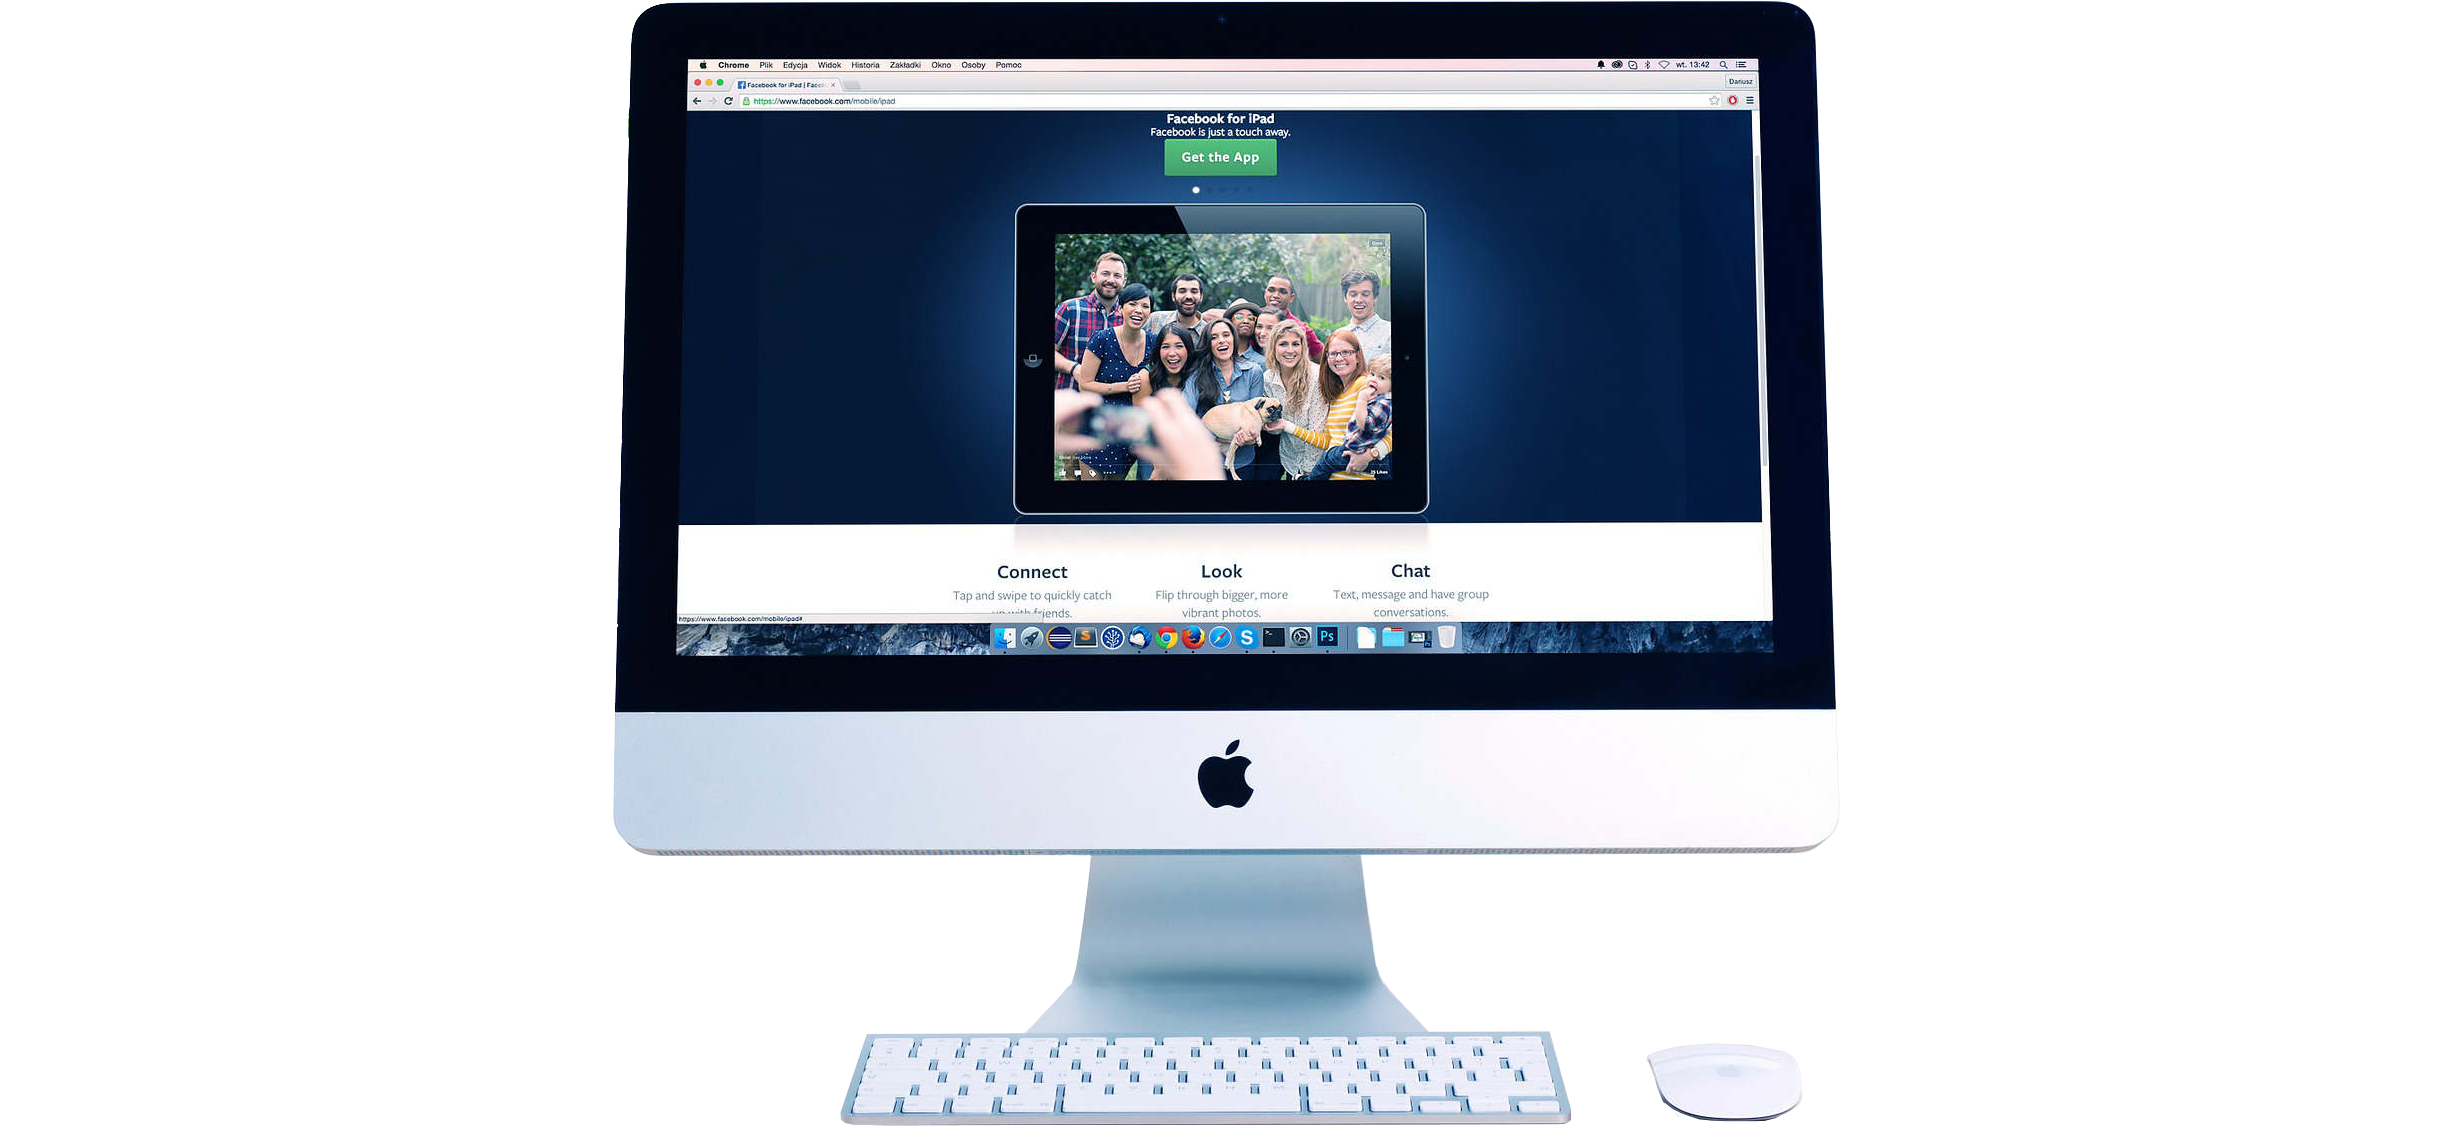 Chrome Plik Edycja Widok Historia Zakładki Okno Osoby Pomoc wt. 13:42
Facebook for iPad | Faceb
Dariusz
https://www.facebook.com/mobile/ipad
Facebook for iPad
Facebook is just a touch away.
Get the App
Done
25 Likes
Connect Look Chat
Tap and swipe to quickly catch Flip through bigger, more Text, message and have group
up with friends. vibrant photos. conversations.
https://www.facebook.com/mobile/ipad#
S S Ps